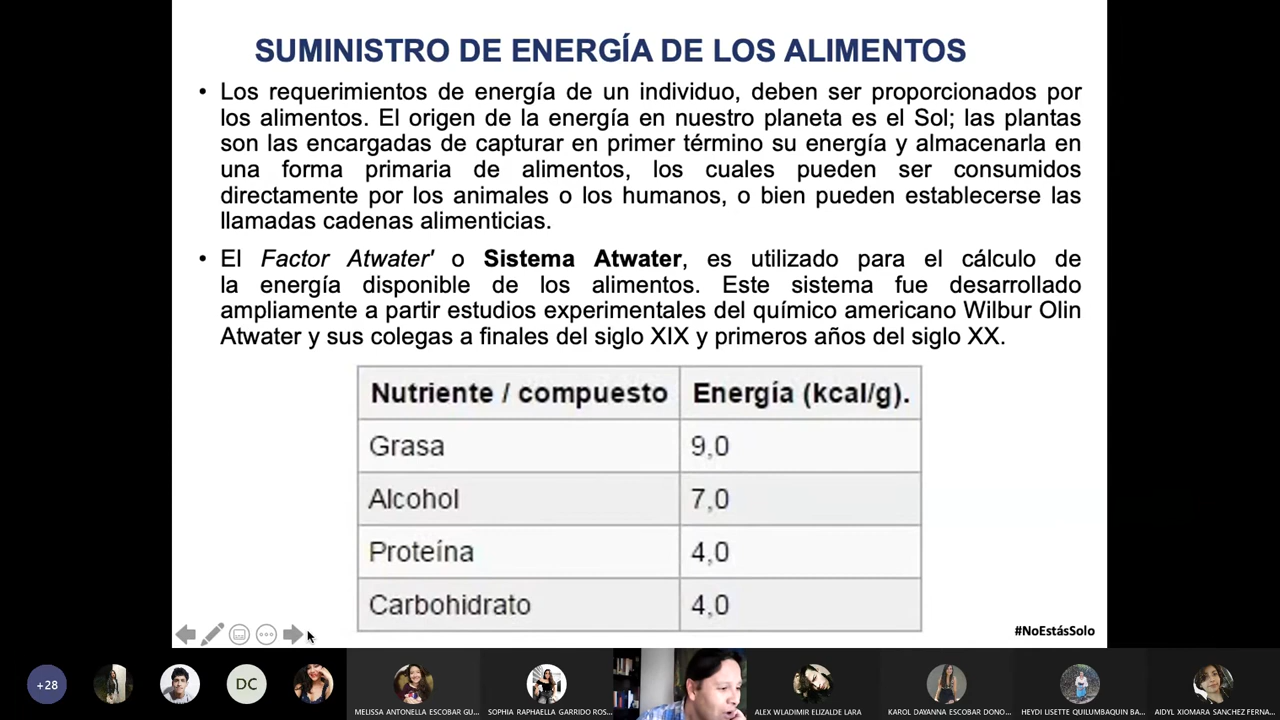 SUMINISTRO DE ENERGÍA DE LOS ALIMENTOS
• Los requerimientos de energía de un individuo, deben ser proporcionados por
los alimentos. El origen de la energía en nuestro planeta es el Sol; las plantas
son las encargadas de capturar en primer término su energía y almacenarla en
una forma primaria de alimentos, los cuales pueden ser consumidos
directamente por los animales o los humanos, o bien pueden establecerse las
llamadas cadenas alimenticias.
• El Factor Atwater' o Sistema Atwater, es utilizado para el cálculo de
la energía disponible de los alimentos. Este sistema fue desarrollado
ampliamente a partir estudios experimentales del químico americano Wilbur Olin
Atwater y sus colegas a finales del siglo XIX y primeros años del siglo XX.
Nutriente / compuesto Energía (kcal/g).
Grasa 9,0
Alcohol 7,0
Proteína 4,0
Carbohidrato 4,0
#NoEstásSolo
+28 DC
MELISSA ANTONELLA ESCOBAR GU... SOPHIA RAPHAELLA GARRIDO ROS... ALEX WLADIMIR ELIZALDE LARA KAROL DAYANNA ESCOBAR DONO... HEYDI LISETTE QUILUMBAQUIN BA... AIDYL XIOMARA SANCHEZ FERNA...